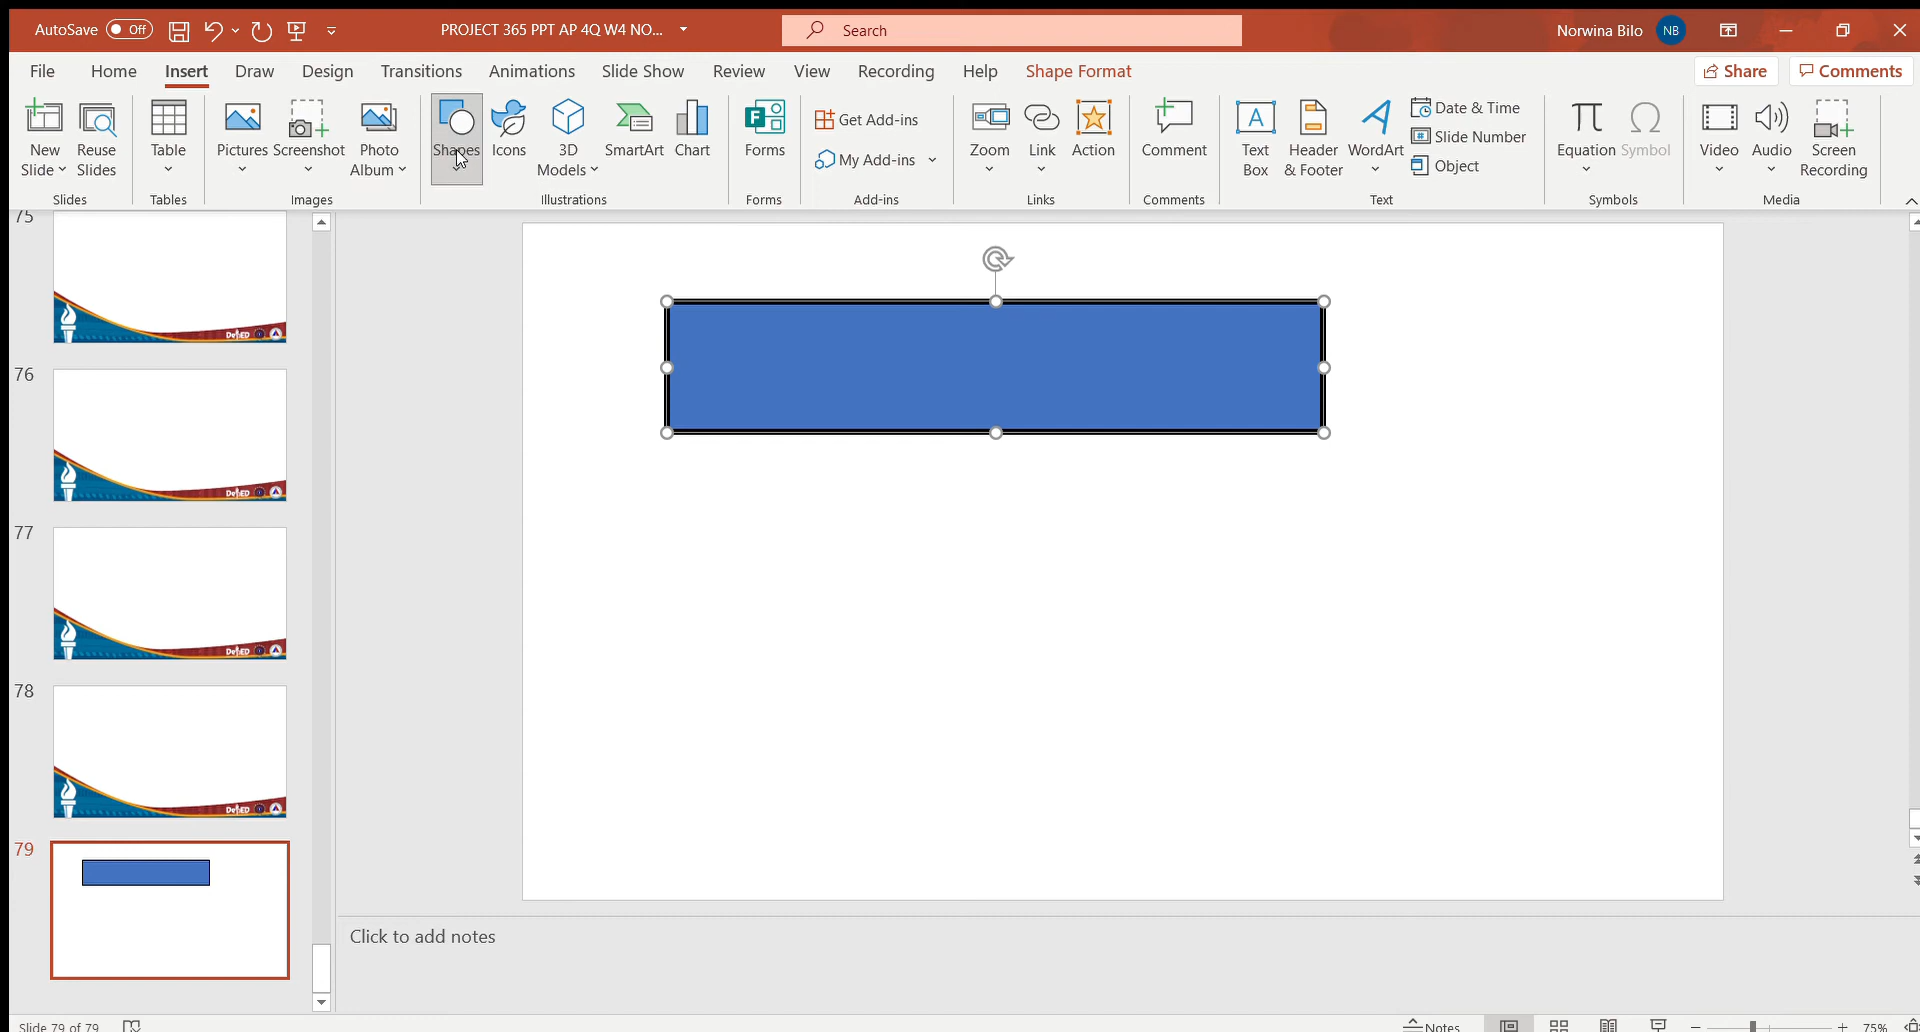 AutoSave Off PROJECT 365 PPT AP 4Q W4 NO... Search Norwina Bilo NB
File Home Insert Draw Design Transitions Animations Slide Show Review View Recording Help Shape Format Share Comments
New Slide Reuse Slides Table Pictures Screenshot Photo Album Shapes Icons 3D Models SmartArt Chart Forms Get Add-ins My Add-ins Zoom Link Action Comment Text Box Header & Footer WordArt Date & Time Slide Number Object Equation Symbol Video Audio Screen Recording
Slides Tables Images Illustrations Forms Add-ins Links Comments Text Symbols Media
75
DepED
76
DepED
77
DepED
78
DepED
79
Click to add notes
Slide 79 of 79 Notes 75%